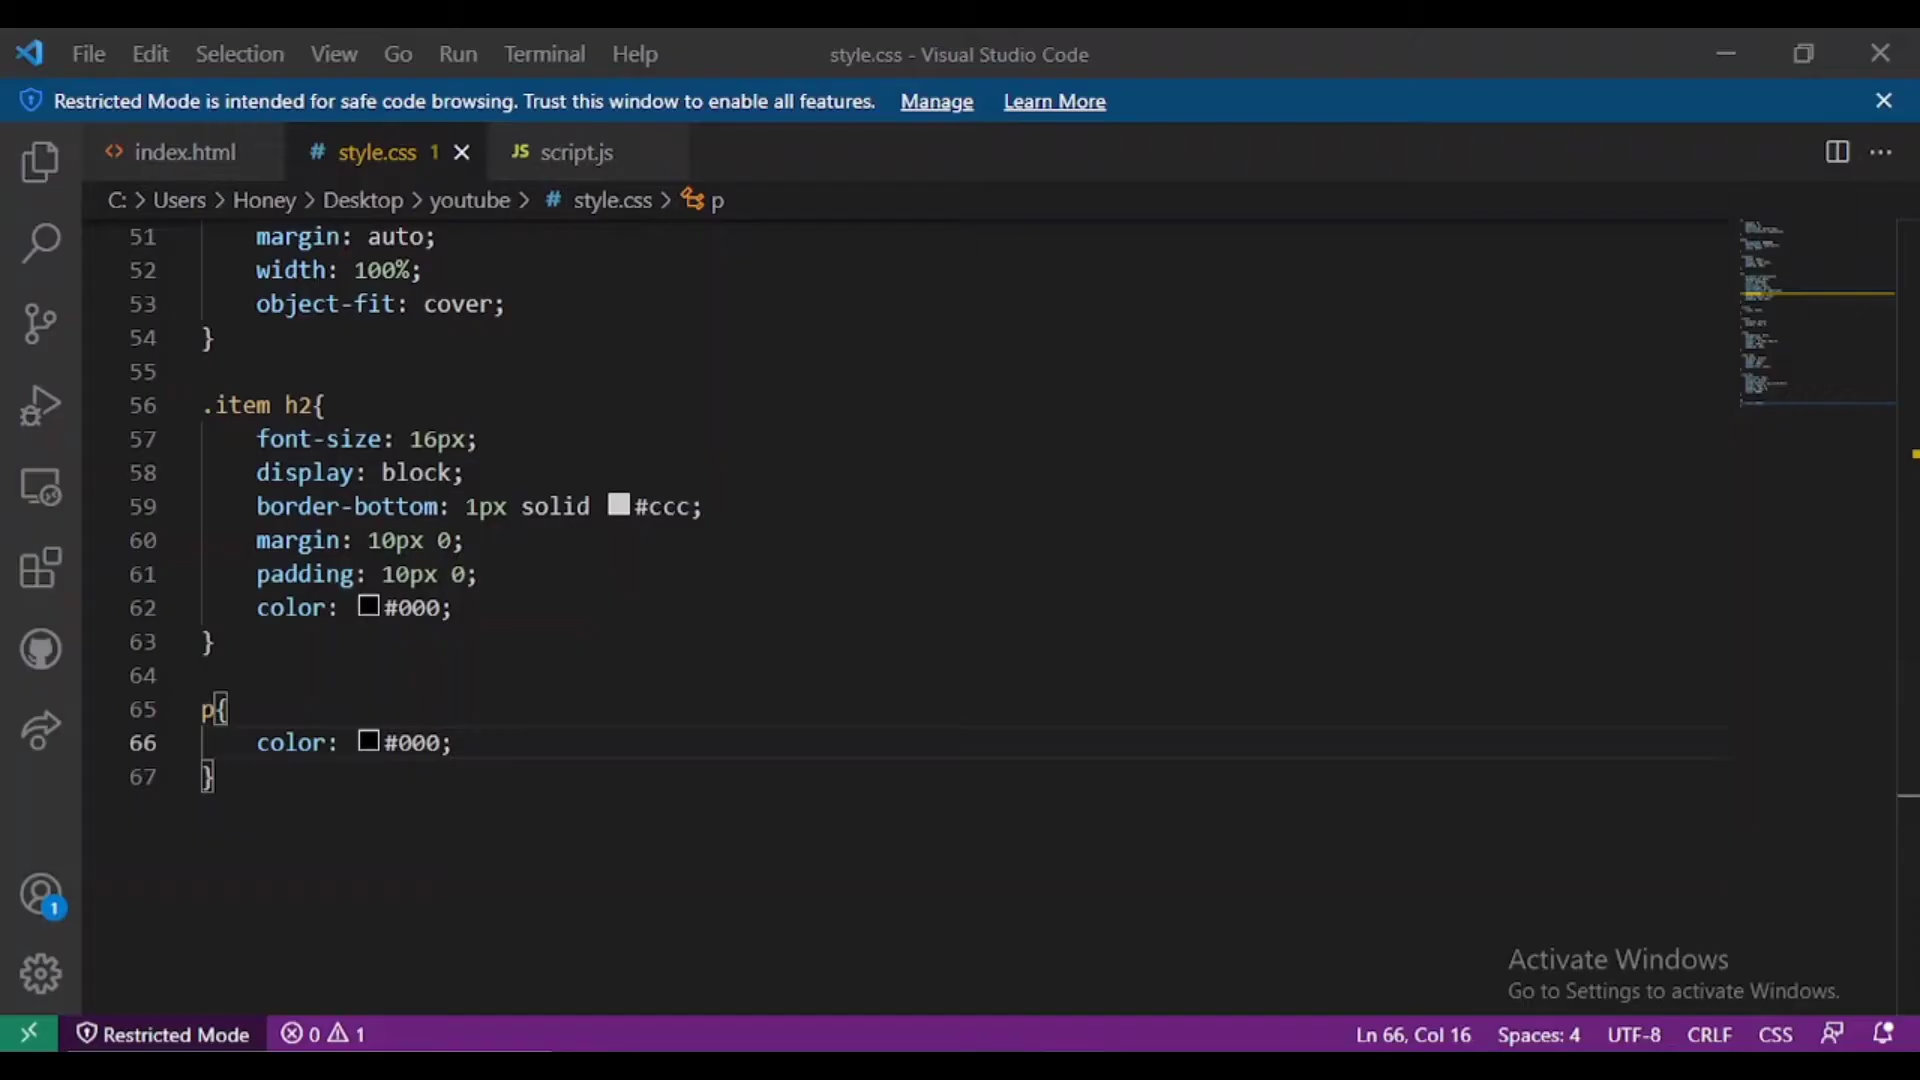 File Edit Selection View Go Run Terminal Help style.css - Visual Studio Code
Restricted Mode is intended for safe code browsing. Trust this window to enable all features. Manage Learn More
<> index.html # style.css 1 JS script.js
C: > Users > Honey > Desktop > youtube > # style.css > p
51 margin: auto;
52 width: 100%;
53 object-fit: cover;
54 }
55
56 .item h2{
57 font-size: 16px;
58 display: block;
59 border-bottom: 1px solid #ccc;
60 margin: 10px 0;
61 padding: 10px 0;
62 color: #000;
63 }
64
65 p{
66 color: #000;
67 }
1
Activate Windows
Go to Settings to activate Windows.
Restricted Mode 0 1 Ln 66, Col 16 Spaces: 4 UTF-8 CRLF CSS